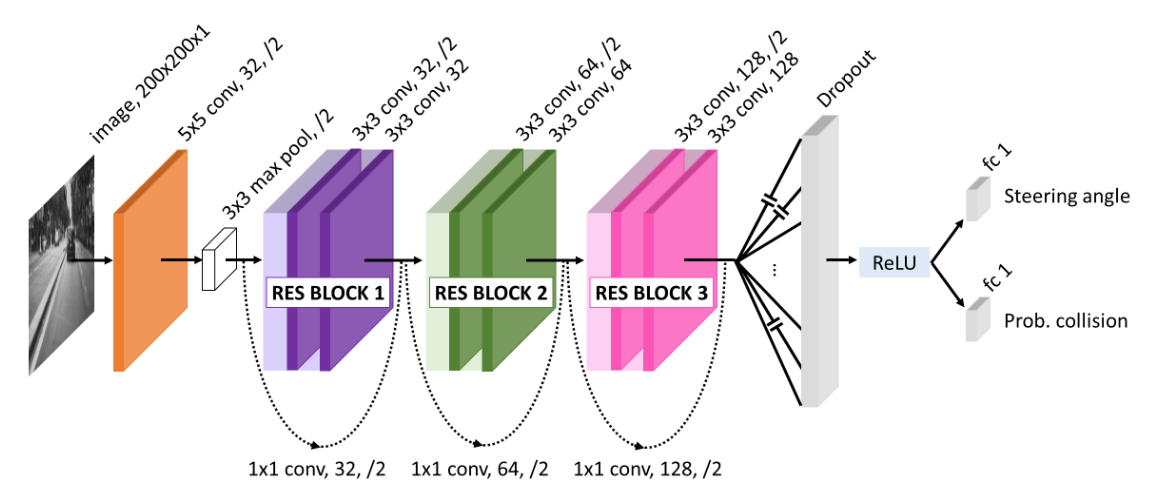 image, 200x200x1
5x5 conv, 32, /2
3x3 max pool, /2
3x3 conv, 32, /2
3x3 conv, 32
3x3 conv, 64, /2
3x3 conv, 64
3x3 conv, 128, /2
3x3 conv, 128
Dropout
fc 1
Steering angle
ReLU
fc 1
Prob. collision
...
RES BLOCK 1
RES BLOCK 2
RES BLOCK 3
1x1 conv, 32, /2
1x1 conv, 64, /2
1x1 conv, 128, /2